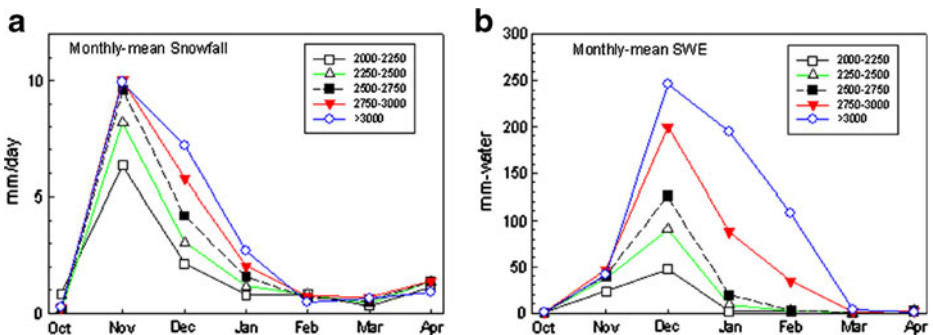 a
Monthly-mean Snowfall
2000-2250
2250-2500
2500-2750
2750-3000
>3000
mm/day
10
5
0
Oct Nov Dec Jan Feb Mar Apr
b
Monthly-mean SWE
2000-2250
2250-2500
2500-2750
2750-3000
>3000
mm-water
300
250
200
150
100
50
0
Oct Nov Dec Jan Feb Mar Apr